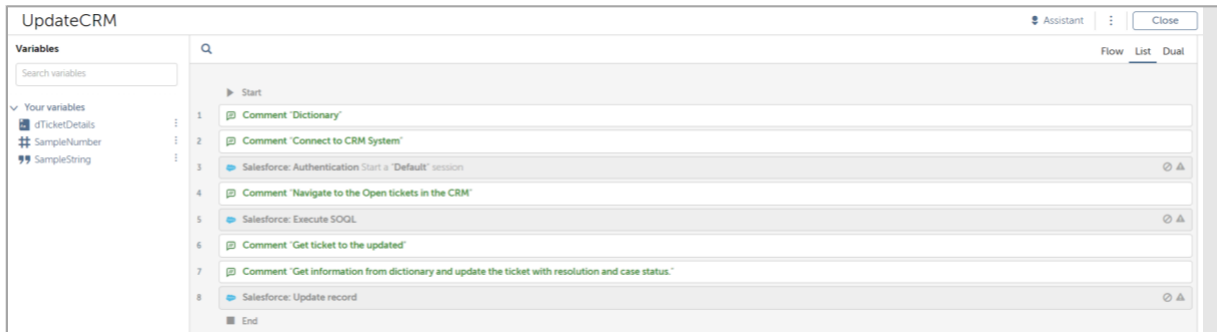 UpdateCRM
Assistant
Close
Variables
Search variables
Your variables
dTicketDetails
SampleNumber
SampleString
Flow List Dual
Start
1 Comment "Dictionary"
2 Comment "Connect to CRM System"
3 Salesforce: Authentication Start a "Default" session
4 Comment "Navigate to the Open tickets in the CRM"
5 Salesforce: Execute SOQL
6 Comment "Get ticket to the updated"
7 Comment "Get information from dictionary and update the ticket with resolution and case status."
8 Salesforce: Update record
End